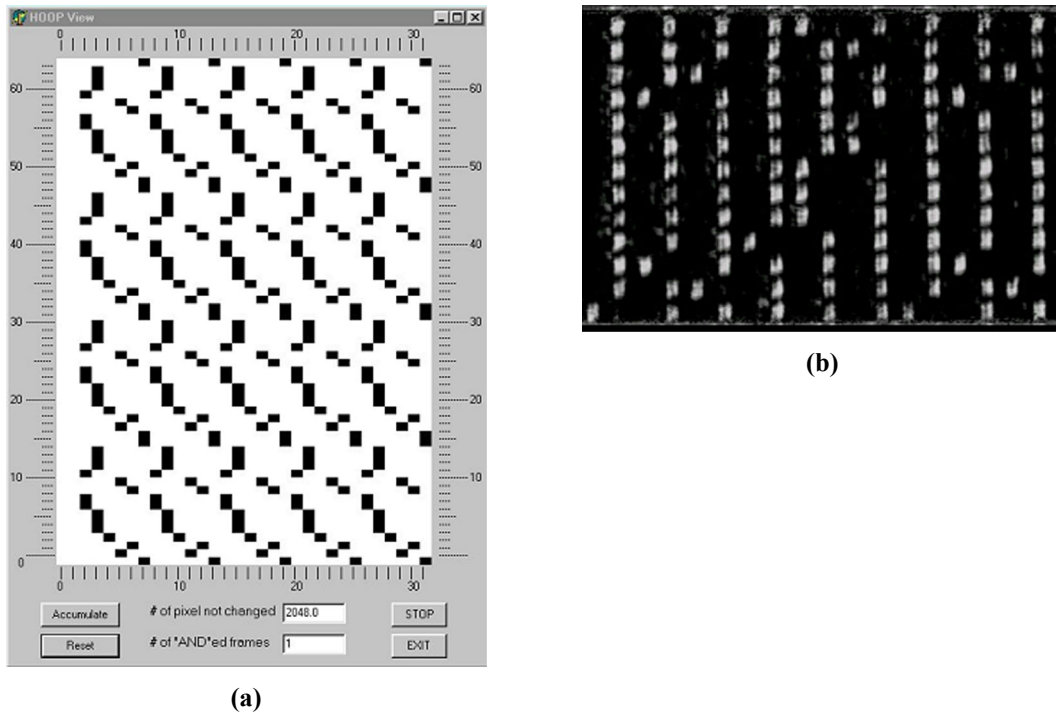 HOOP View
0 10 20 30
60 60
50 50
40 40
30 30
20 20
10 10
0 0
0 10 20 30
Accumulate # of pixel not changed 2048.0 STOP
Reset # of "AND"ed frames 1 EXIT
(a)
(b)